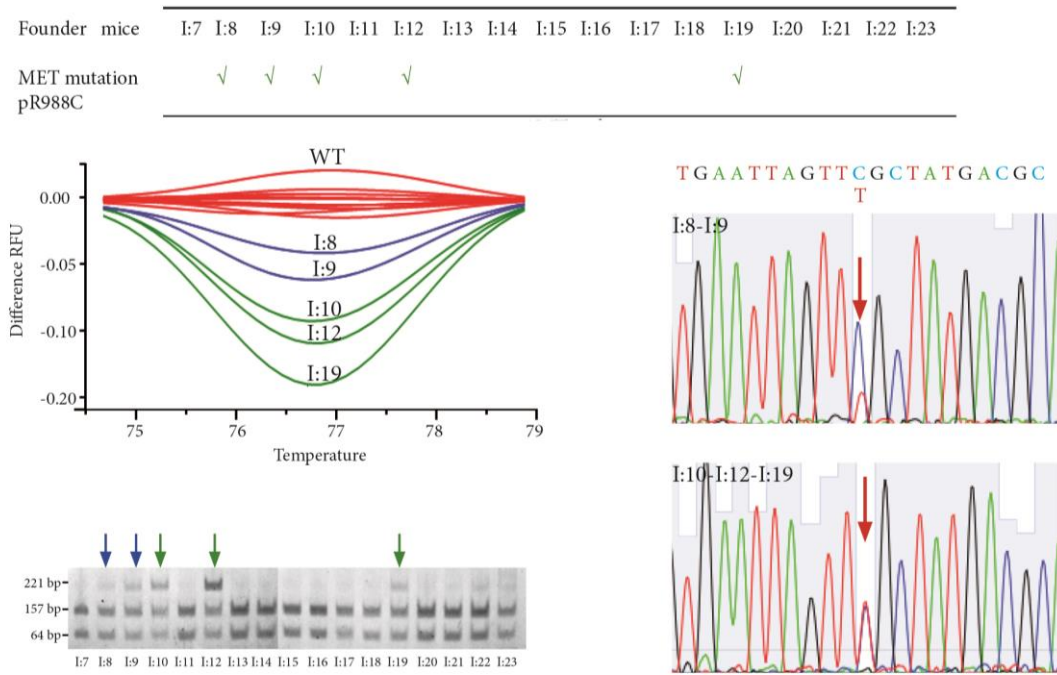 Founder mice I:7 I:8 I:9 I:10 I:11 I:12 I:13 I:14 I:15 I:16 I:17 I:18 I:19 I:20 I:21 I:22 I:23
MET mutation √ √ √ √ √
pR988C
WT
0.00
-0.05
-0.10
-0.20
Difference RFU
I:8
I:9
I:10
I:12
I:19
75 76 77 78 79
Temperature
TGAATTAGTTCGCTATGACGC
T
I:8-I:9
I:10-I:12-I:19
221 bp
157 bp
64 bp
I:7 I:8 I:9 I:10 I:11 I:12 I:13 I:14 I:15 I:16 I:17 I:18 I:19 I:20 I:21 I:22 I:23